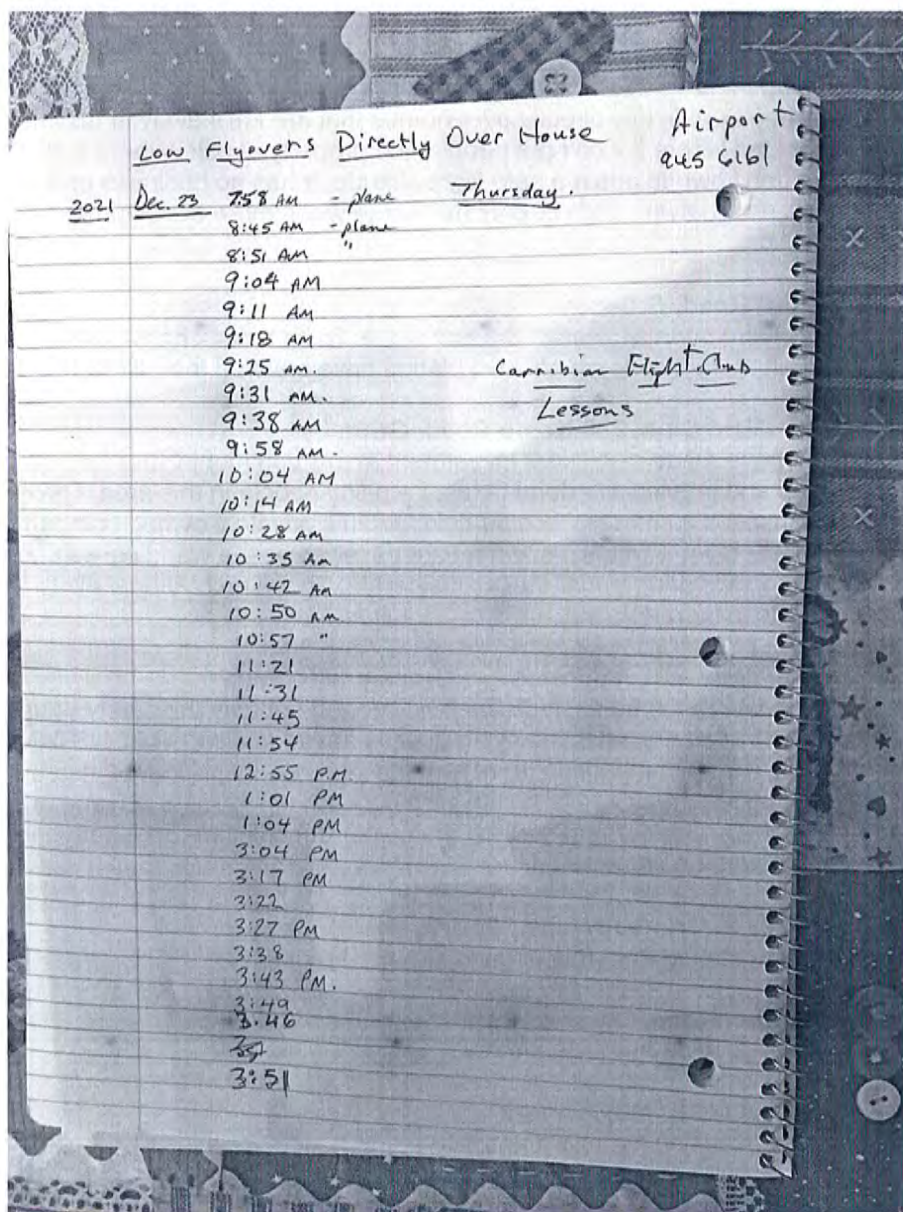 Low Flyovers Directly Over House
Airport
945 6161
2021 Dec. 23 7:58 AM - plane Thursday.
8:45 AM - plane
8:51 AM "
9:04 AM
9:11 AM
9:18 AM
9:25 AM.
9:31 AM.
Carribian Flight Club
Lessons
9:38 AM
9:58 AM.
10:04 AM
10:14 AM
10:28 AM
10:35 AM
10:42 AM
10:50 AM
10:57 "
11:21
11:31
11:45
11:54
12:55 P.M.
1:01 PM
1:04 PM
3:04 PM
3:17 PM
3:22
3:27 PM
3:38
3:43 PM.
3:49
3.46
3:51